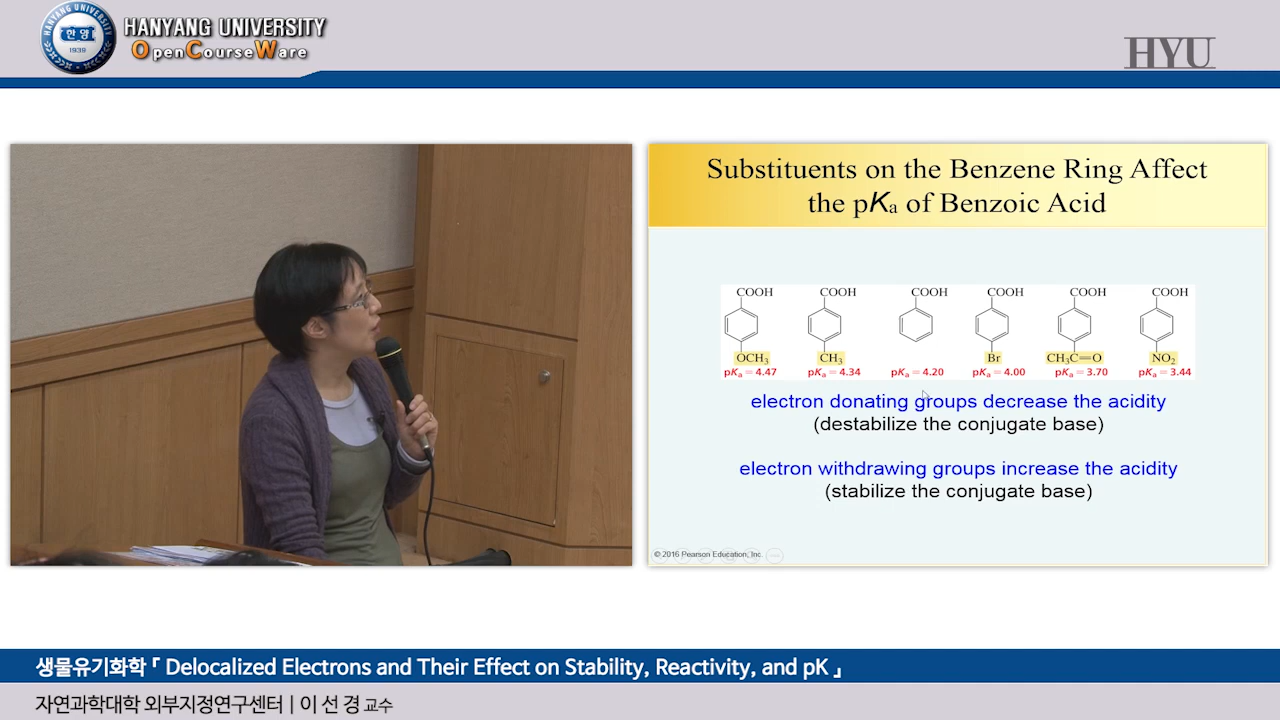 HANYANG UNIVERSITY
OpenCourseWare
한양
1939
HYU
Substituents on the Benzene Ring Affect
the pKa of Benzoic Acid
COOH COOH COOH COOH COOH COOH
OCH3 CH3 Br CH3C=O NO2
pKa = 4.47 pKa = 4.34 pKa = 4.20 pKa = 4.00 pKa = 3.70 pKa = 3.44
electron donating groups decrease the acidity
(destabilize the conjugate base)
electron withdrawing groups increase the acidity
(stabilize the conjugate base)
© 2016 Pearson Education, Inc.
생물유기화학 「 Delocalized Electrons and Their Effect on Stability, Reactivity, and pK 」
자연과학대학 외부지정연구센터 | 이 선 경 교수